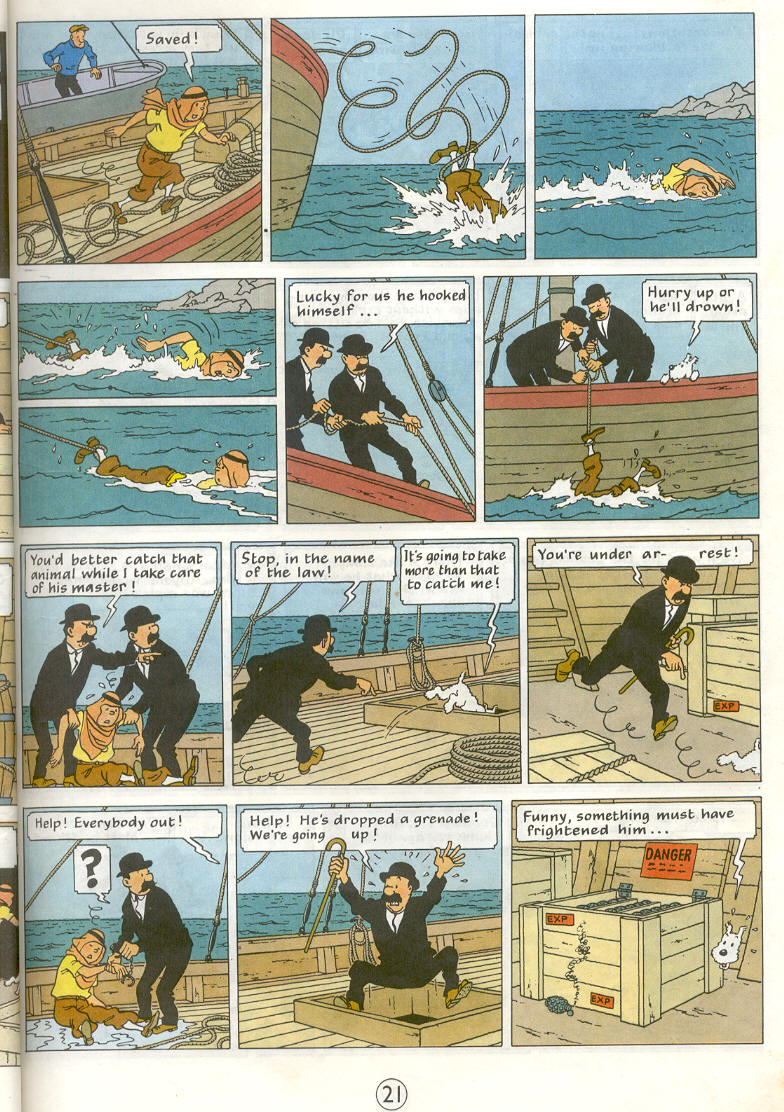 Saved!
Lucky for us he hooked
himself ...
Hurry up or
he'll drown!
You'd better catch that
animal while I take care
of his master!
Stop, in the name
of the law!
It's going to take
more than that
to catch me!
You're under ar- rest!
EXP
Help! Everybody out!
?
Help! He's dropped a grenade!
We're going up!
Funny, something must have
frightened him ...
DANGER
EXP
EXP
21